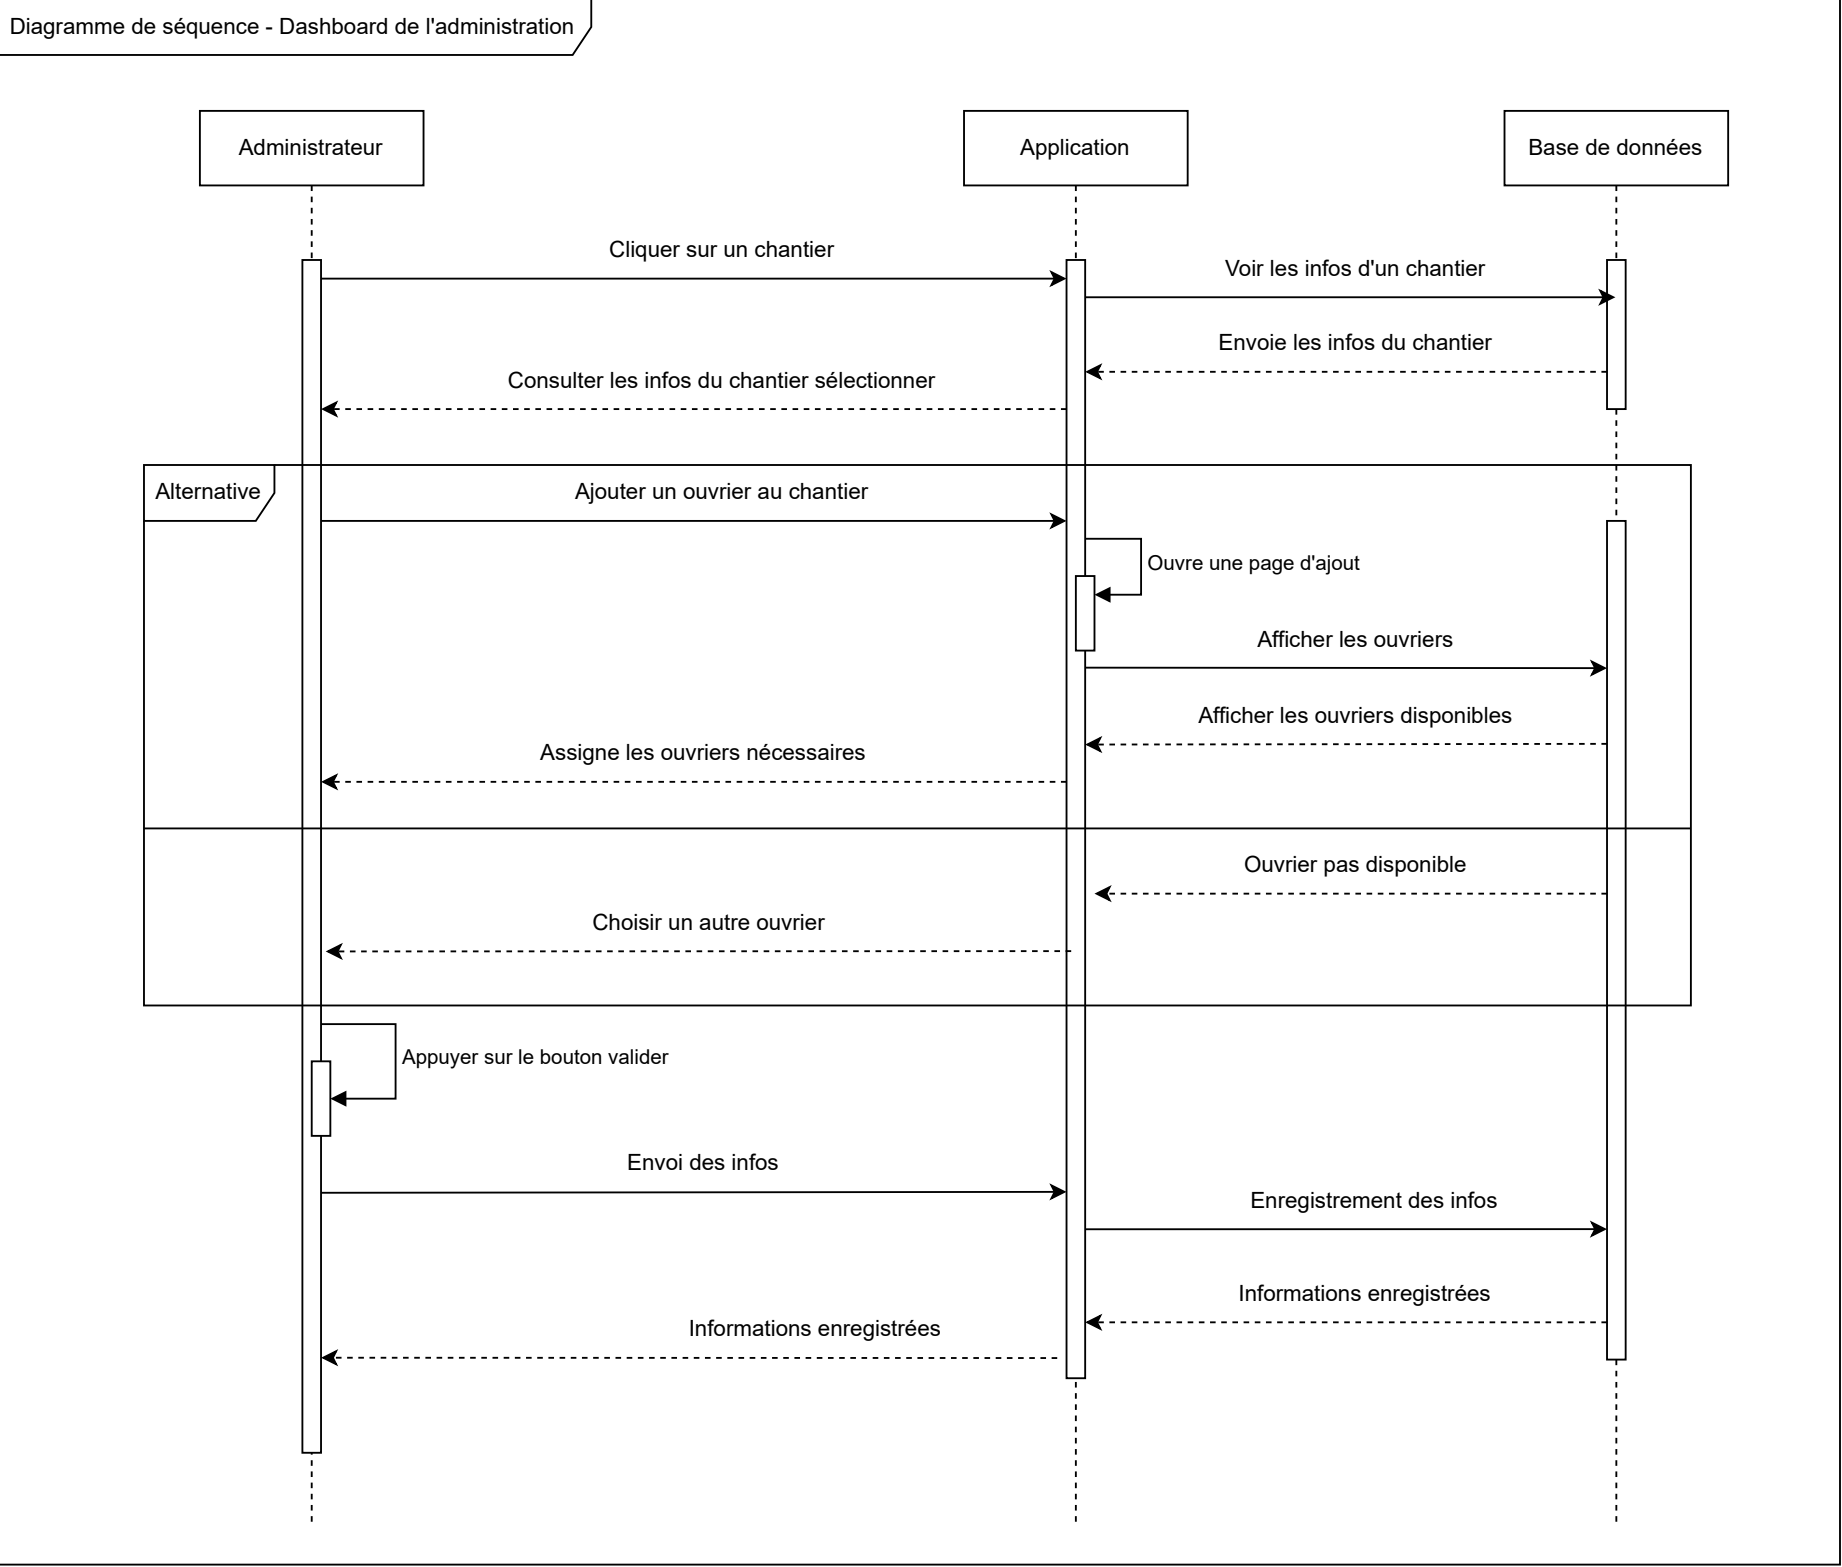 Diagramme de séquence - Dashboard de l'administration
Administrateur
Application
Base de données
Cliquer sur un chantier
Voir les infos d'un chantier
Envoie les infos du chantier
Consulter les infos du chantier sélectionner
Alternative
Ajouter un ouvrier au chantier
Ouvre une page d'ajout
Afficher les ouvriers
Afficher les ouvriers disponibles
Assigne les ouvriers nécessaires
Ouvrier pas disponible
Choisir un autre ouvrier
Appuyer sur le bouton valider
Envoi des infos
Enregistrement des infos
Informations enregistrées
Informations enregistrées